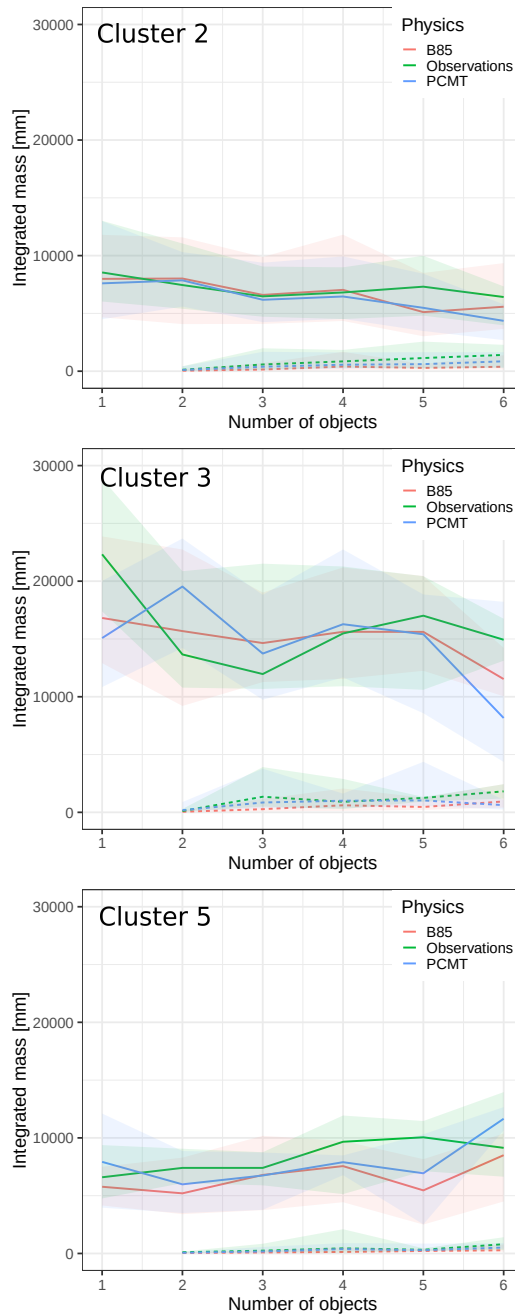 Cluster 2
Physics
B85
Observations
PCMT
30000
20000
10000
0
Integrated mass [mm]
1 2 3 4 5 6
Number of objects
Cluster 3
Physics
B85
Observations
PCMT
30000
20000
10000
0
Integrated mass [mm]
1 2 3 4 5 6
Number of objects
Cluster 5
Physics
B85
Observations
PCMT
30000
20000
10000
0
Integrated mass [mm]
1 2 3 4 5 6
Number of objects